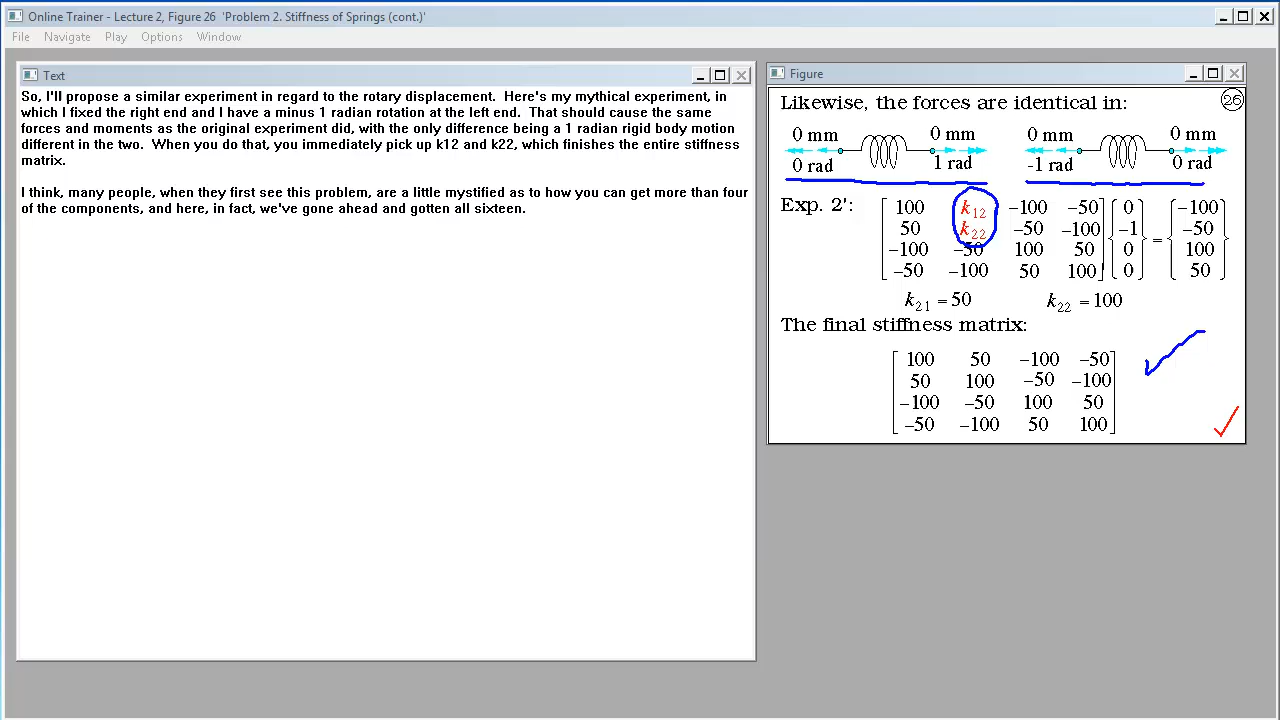 Online Trainer - Lecture 2, Figure 26 'Problem 2. Stiffness of Springs (cont.)'
File Navigate Play Options Window
Text
So, I'll propose a similar experiment in regard to the rotary displacement. Here's my mythical experiment, in
which I fixed the right end and I have a minus 1 radian rotation at the left end. That should cause the same
forces and moments as the original experiment did, with the only difference being a 1 radian rigid body motion
different in the two. When you do that, you immediately pick up k12 and k22, which finishes the entire stiffness
matrix.
I think, many people, when they first see this problem, are a little mystified as to how you can get more than four
of the components, and here, in fact, we've gone ahead and gotten all sixteen.
Figure
Likewise, the forces are identical in: 26
0 mm 0 mm 0 mm 0 mm
0 rad 1 rad -1 rad 0 rad
Exp. 2':
100 k12 −100 −50 0 −100
50 k22 −50 −100 −1 = −50
−100 −50 100 50 0 100
−50 −100 50 100 0 50
k21 = 50 k22 = 100
The final stiffness matrix:
100 50 −100 −50
50 100 −50 −100
−100 −50 100 50
−50 −100 50 100